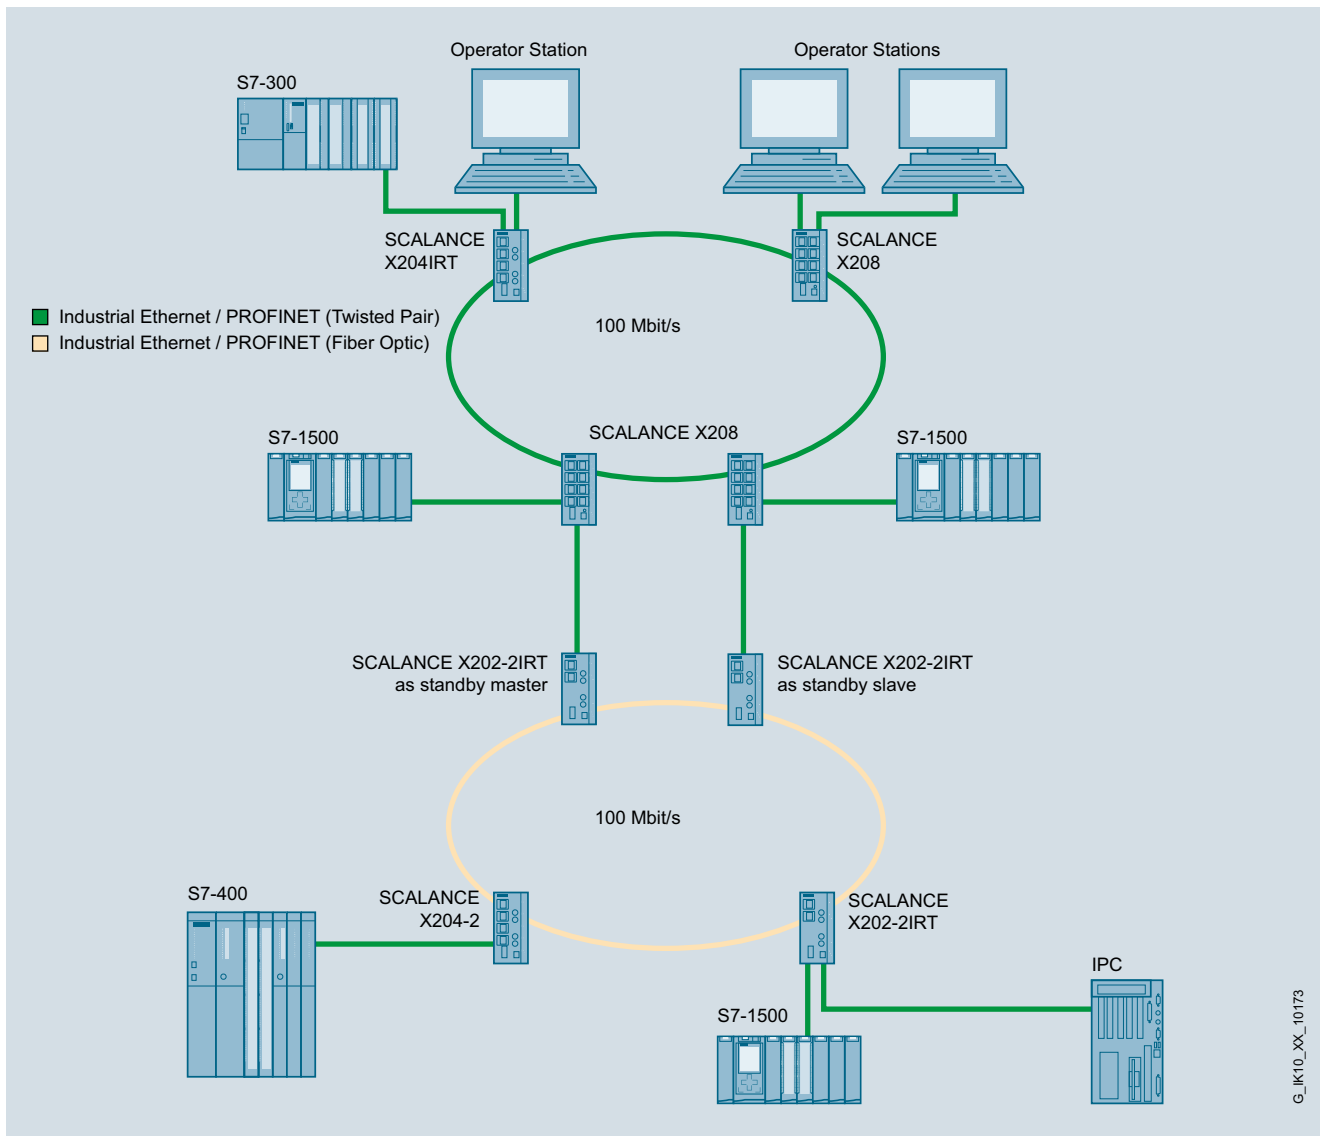 Operator Station
Operator Stations
S7-300
SCALANCE
X204IRT
SCALANCE
X208
Industrial Ethernet / PROFINET (Twisted Pair)
Industrial Ethernet / PROFINET (Fiber Optic)
100 Mbit/s
S7-1500
SCALANCE X208
S7-1500
SCALANCE X202-2IRT
as standby master
SCALANCE X202-2IRT
as standby slave
100 Mbit/s
S7-400
SCALANCE
X204-2
SCALANCE
X202-2IRT
IPC
S7-1500
G_IK10_XX_10173